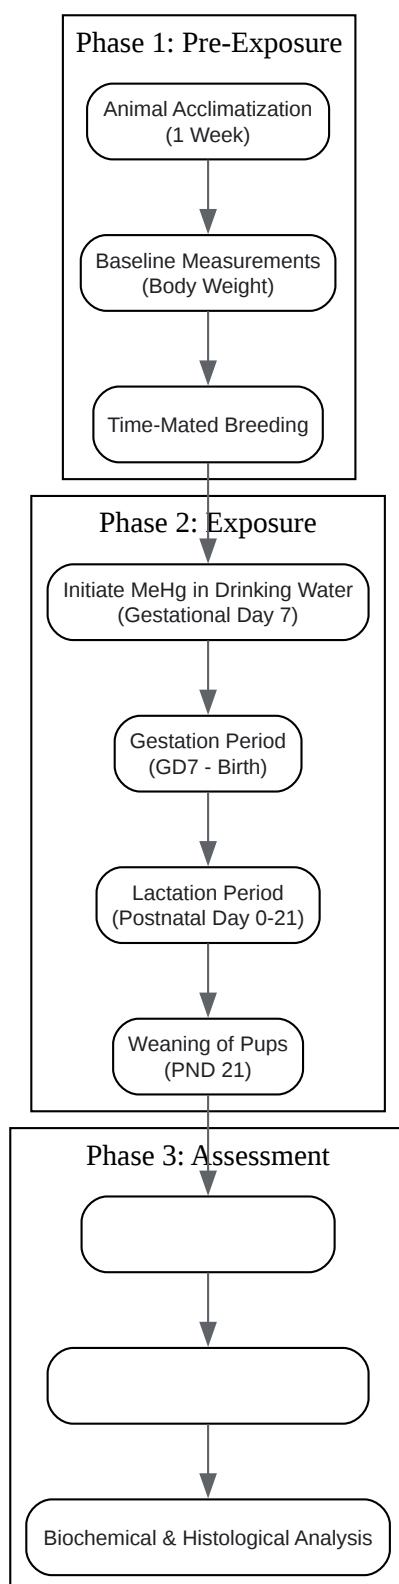 Phase 1: Pre-Exposure
Animal Acclimatization
(1 Week)
Baseline Measurements
(Body Weight)
Time-Mated Breeding
Phase 2: Exposure
Initiate MeHg in Drinking Water
(Gestational Day 7)
Gestation Period
(GD7 - Birth)
Lactation Period
(Postnatal Day 0-21)
Weaning of Pups
(PND 21)
Phase 3: Assessment
Biochemical & Histological Analysis